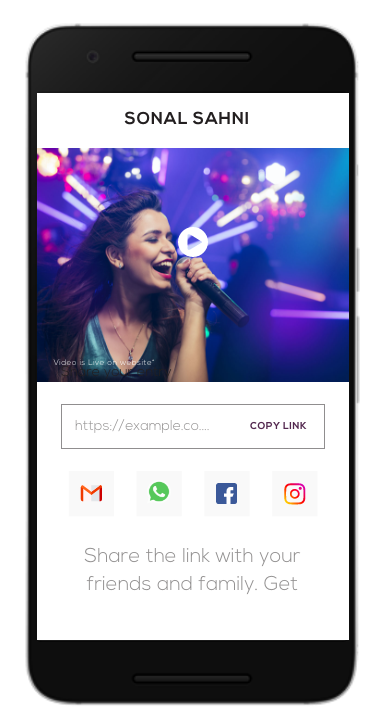 SONAL SAHNI
Video is Live on website"
https://example.co....
COPY LINK
Share the link with your
friends and family. Get